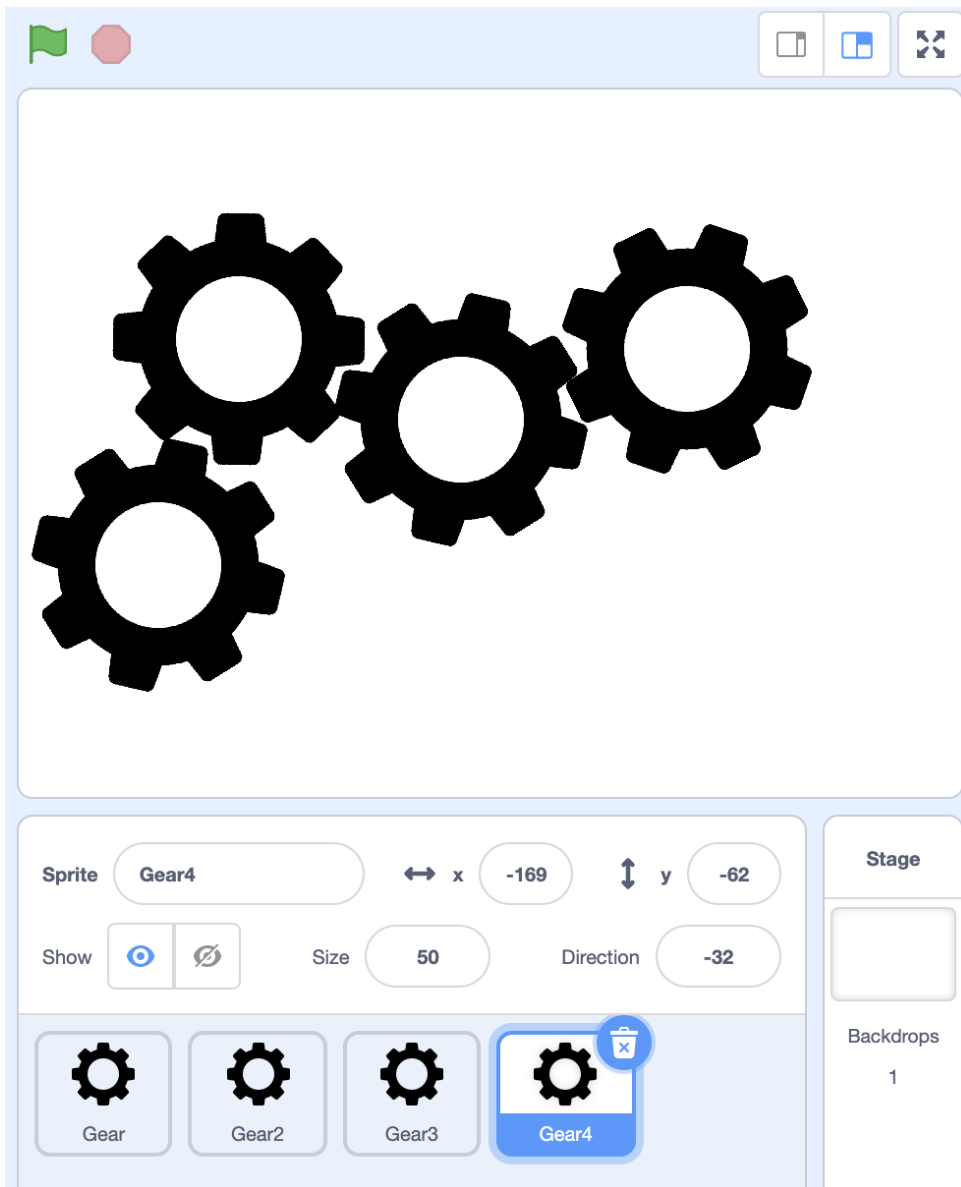 Sprite Gear4 x -169 y -62
Show Size 50 Direction -32
Gear Gear2 Gear3 Gear4
Stage
Backdrops
1